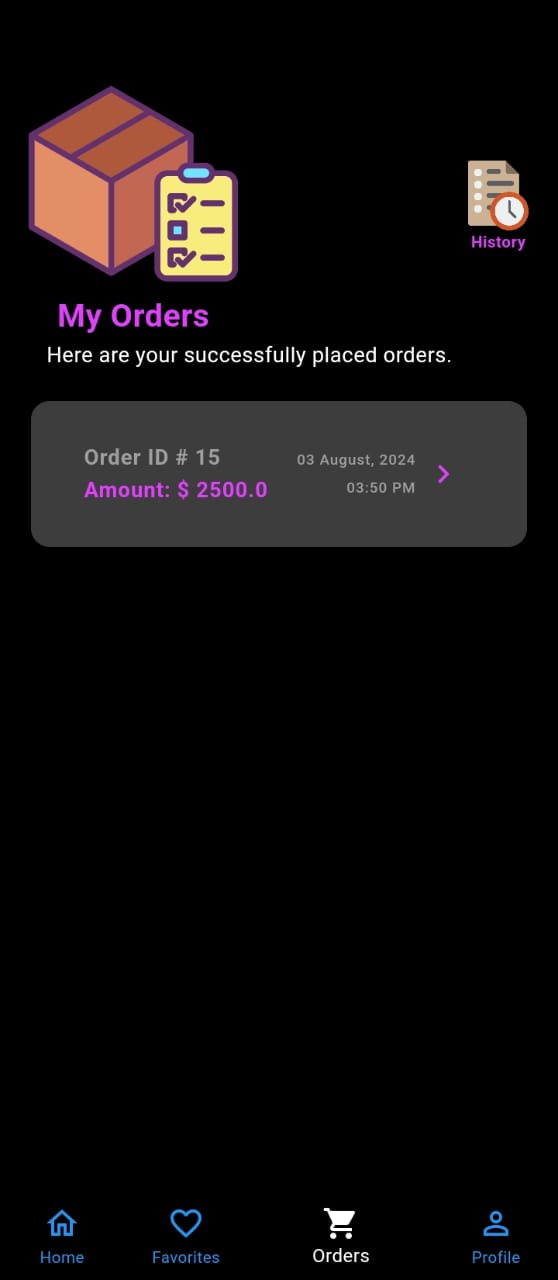 History
My Orders
Here are your successfully placed orders.
Order ID # 15
03 August, 2024
Amount: $ 2500.0
03:50 PM
Home
Favorites
Orders
Profile